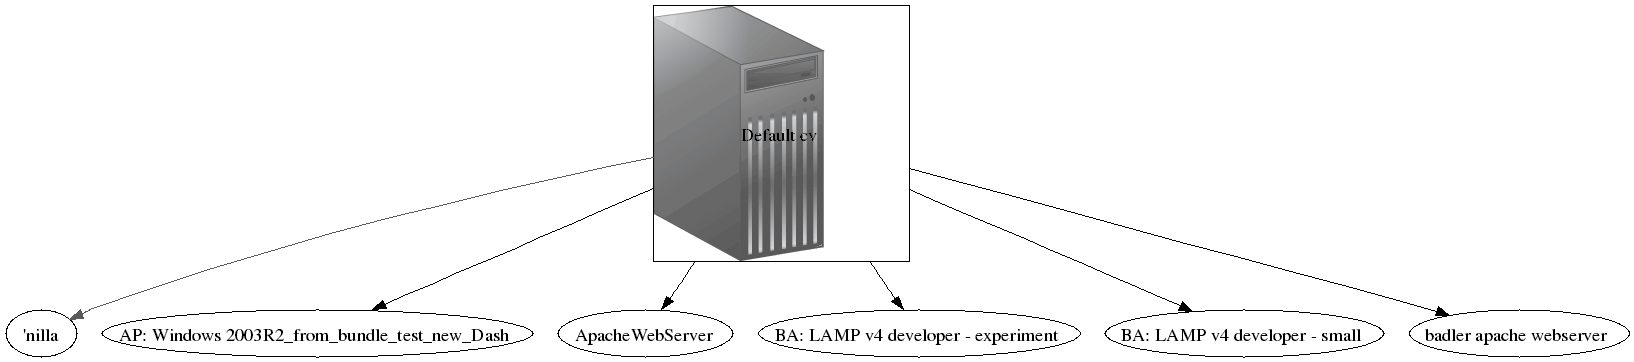 Default cv
'nilla
AP: Windows 2003R2_from_bundle_test_new_Dash
ApacheWebServer
BA: LAMP v4 developer - experiment
BA: LAMP v4 developer - small
badler apache webserver